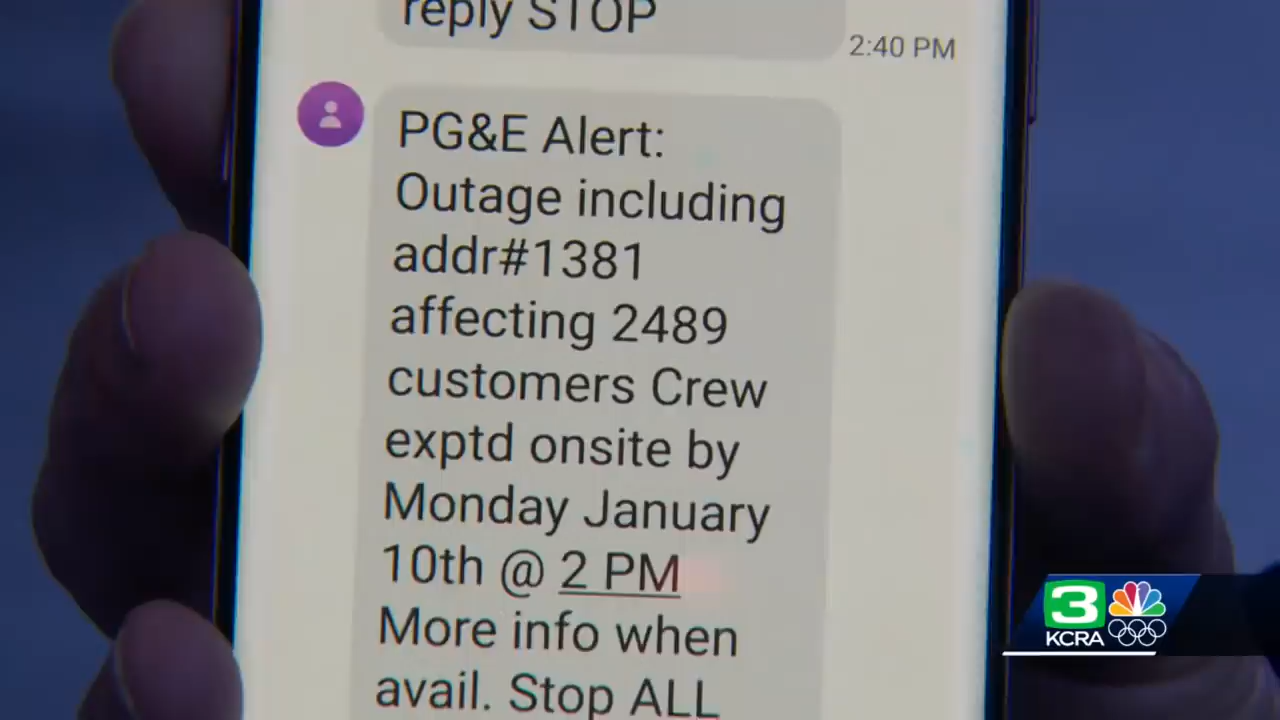 reply STOP
2:40 PM
PG&E Alert:
Outage including
addr#1381
affecting 2489
customers Crew
exptd onsite by
Monday January
10th @ 2 PM
More info when
avail. Stop ALL
3
KCRA